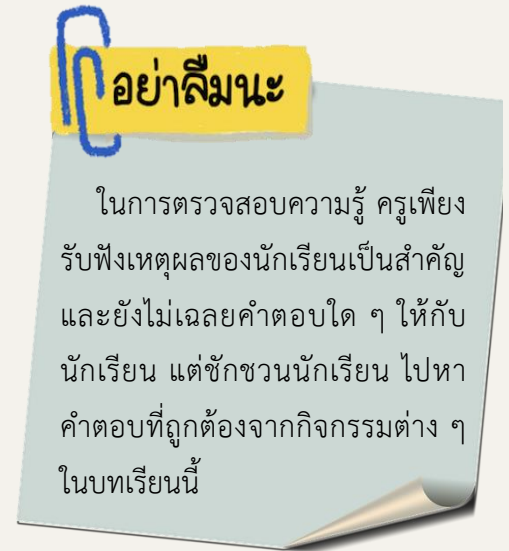 อย่าลืมนะ
ในการตรวจสอบความรู้ ครูเพียง
รับฟังเหตุผลของนักเรียนเป็นสำคัญ
และยังไม่เฉลยคำตอบใด ๆ ให้กับ
นักเรียน แต่ชักชวนนักเรียน ไปหา
คำตอบที่ถูกต้องจากกิจกรรมต่าง ๆ
ในบทเรียนนี้